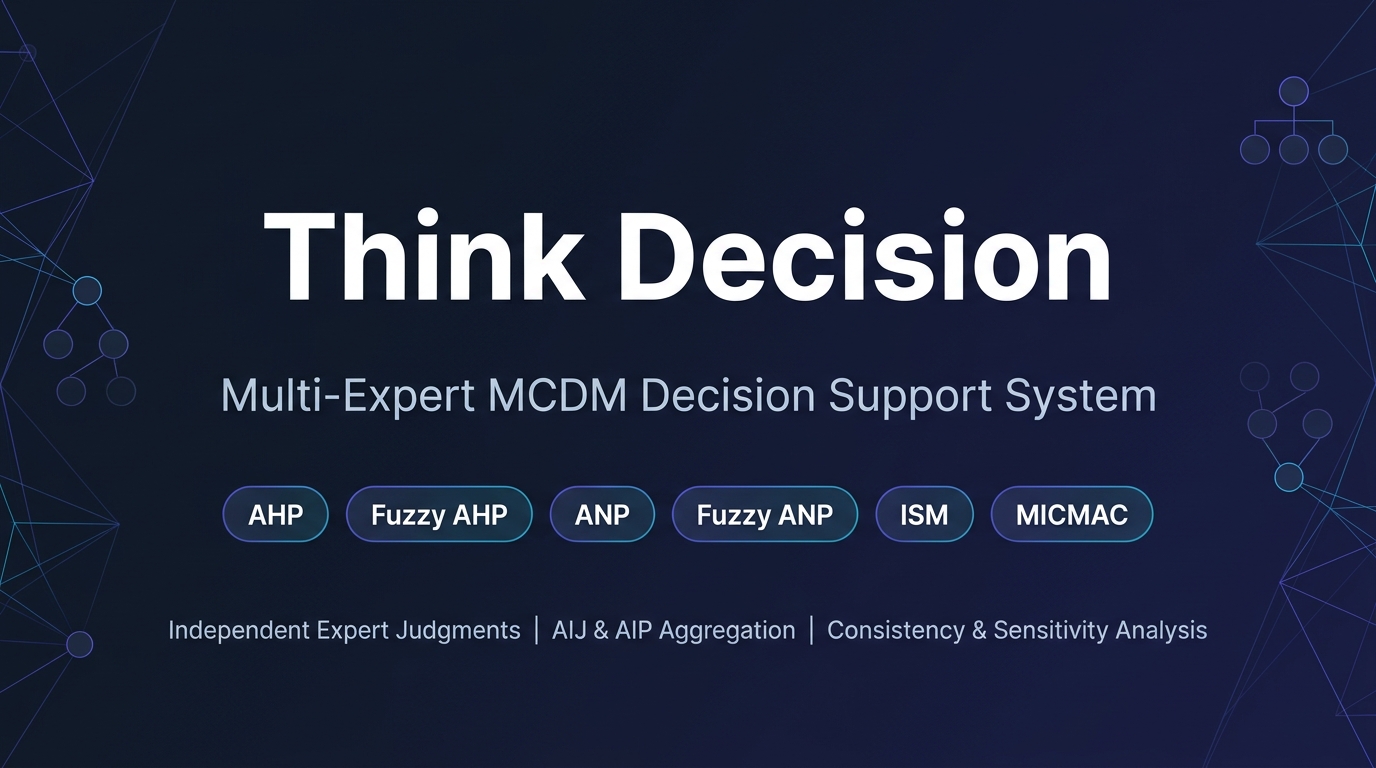 Think Decision
Multi-Expert MCDM Decision Support System
AHP Fuzzy AHP ANP Fuzzy ANP ISM MICMAC
Independent Expert Judgments | AIJ & AIP Aggregation | Consistency & Sensitivity Analysis